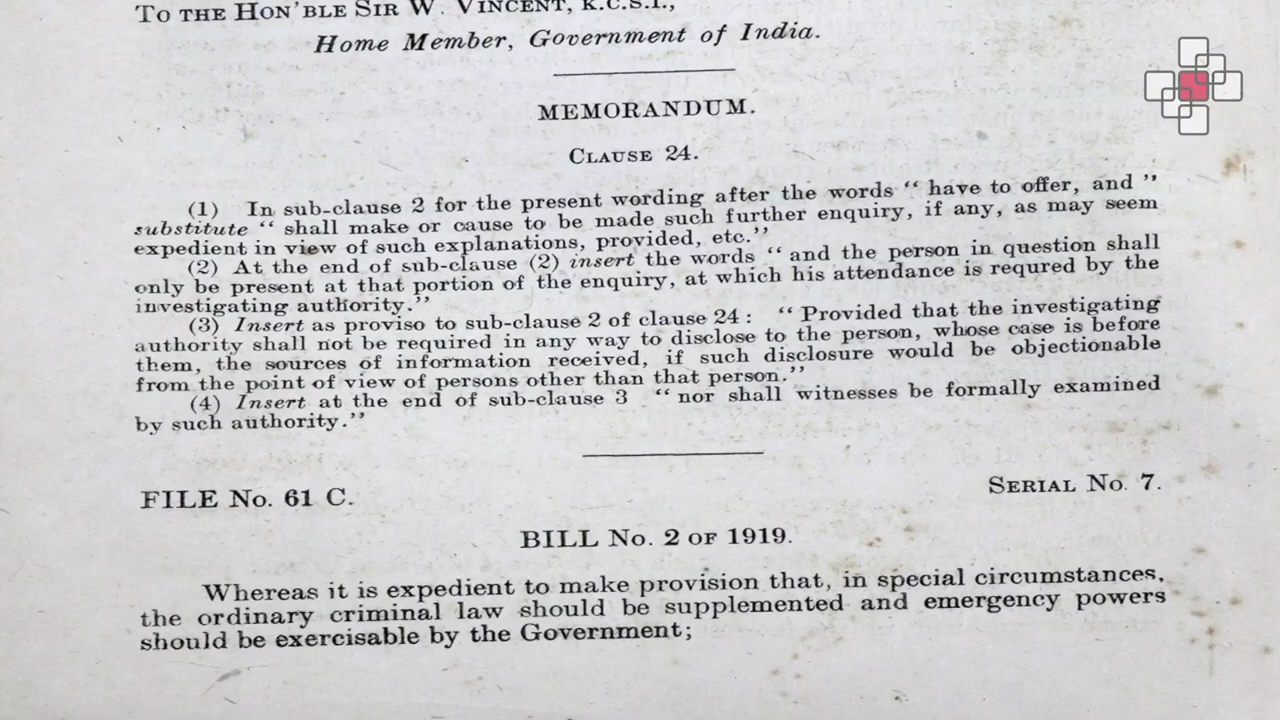 TO THE HON'BLE SIR W. VINCENT, K.C.S.I.,
Home Member, Government of India.
MEMORANDUM.
CLAUSE 24.
(1) In sub-clause 2 for the present wording after the words “ have to offer, and ”
substitute “ shall make or cause to be made such further enquiry, if any, as may seem
expedient in view of such explanations, provided, etc.”
(2) At the end of sub-clause (2) insert the words “ and the person in question shall
only be present at that portion of the enquiry, at which his attendance is requred by the
investigating authority.”
(3) Insert as proviso to sub-clause 2 of clause 24 : “ Provided that the investigating
authority shall not be required in any way to disclose to the person, whose case is before
them, the sources of information received, if such disclosure would be objectionable
from the point of view of persons other than that person.”
(4) Insert at the end of sub-clause 3 “ nor shall witnesses be formally examined
by such authority.”
FILE No. 61 C.
SERIAL No. 7.
BILL No. 2 OF 1919.
Whereas it is expedient to make provision that, in special circumstances,
the ordinary criminal law should be supplemented and emergency powers
should be exercisable by the Government;